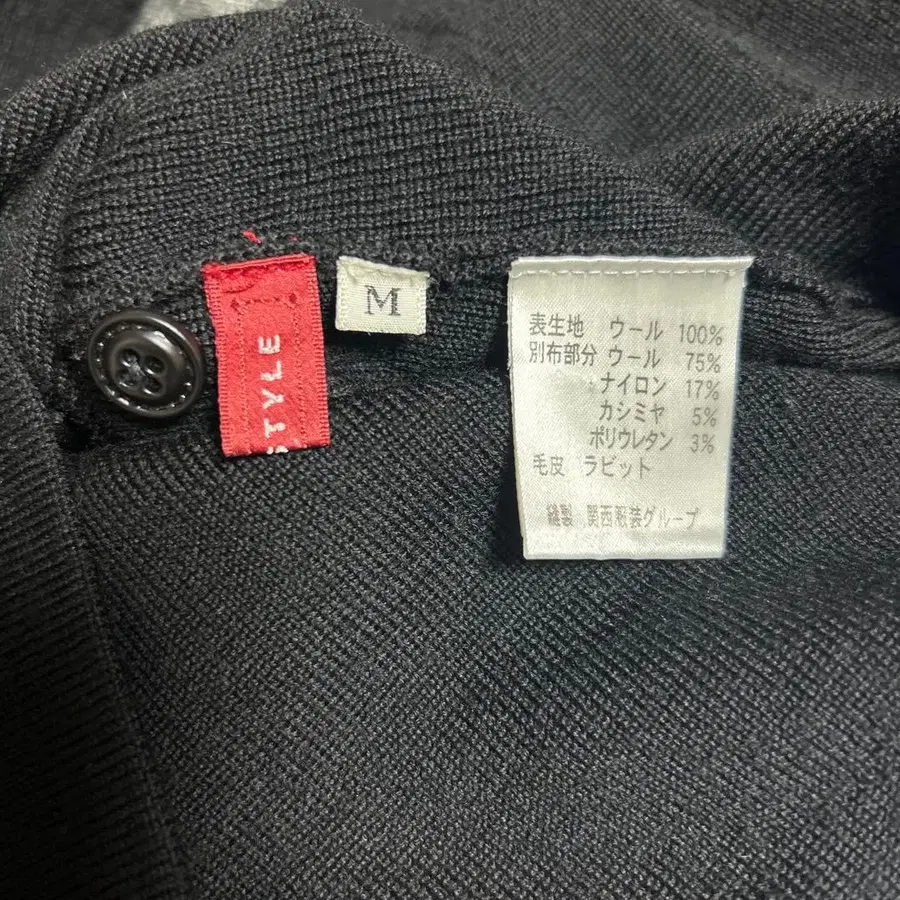 STYLE
M
表生地 ウール 100%
別布部分 ウール 75%
ナイロン 17%
カシミヤ 5%
ポリウレタン 3%
毛皮 ラビット
縫製 関西服装グループ